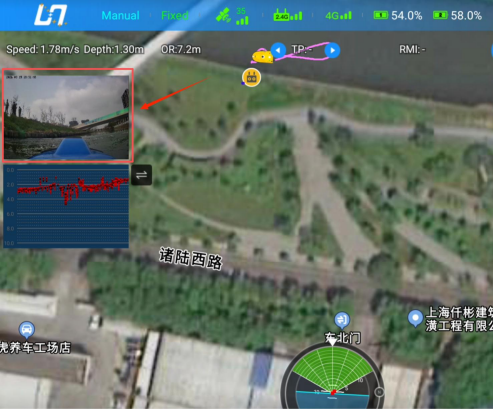 Manual
Fixed
35
2.4G
4G
54.0%
58.0%
Speed: 1.78m/s Depth:1.30m OR:7.2m
TP:-
RMI:-
诸陆西路
东北门
虎养车工场店
上海仟彬建筑
潢工程有限公